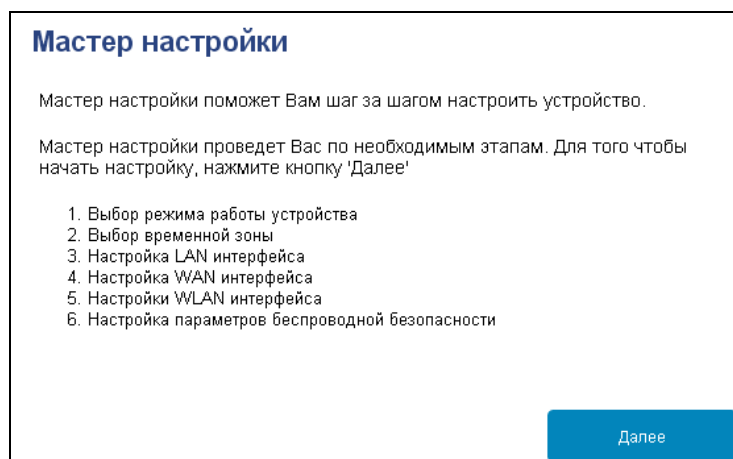 Мастер настройки
Мастер настройки поможет Вам шаг за шагом настроить устройство.
Мастер настройки проведет Вас по необходимым этапам. Для того чтобы
начать настройку, нажмите кнопку 'Далее'
1. Выбор режима работы устройства
2. Выбор временной зоны
3. Настройка LAN интерфейса
4. Настройка WAN интерфейса
5. Настройки WLAN интерфейса
6. Настройка параметров беспроводной безопасности
Далее